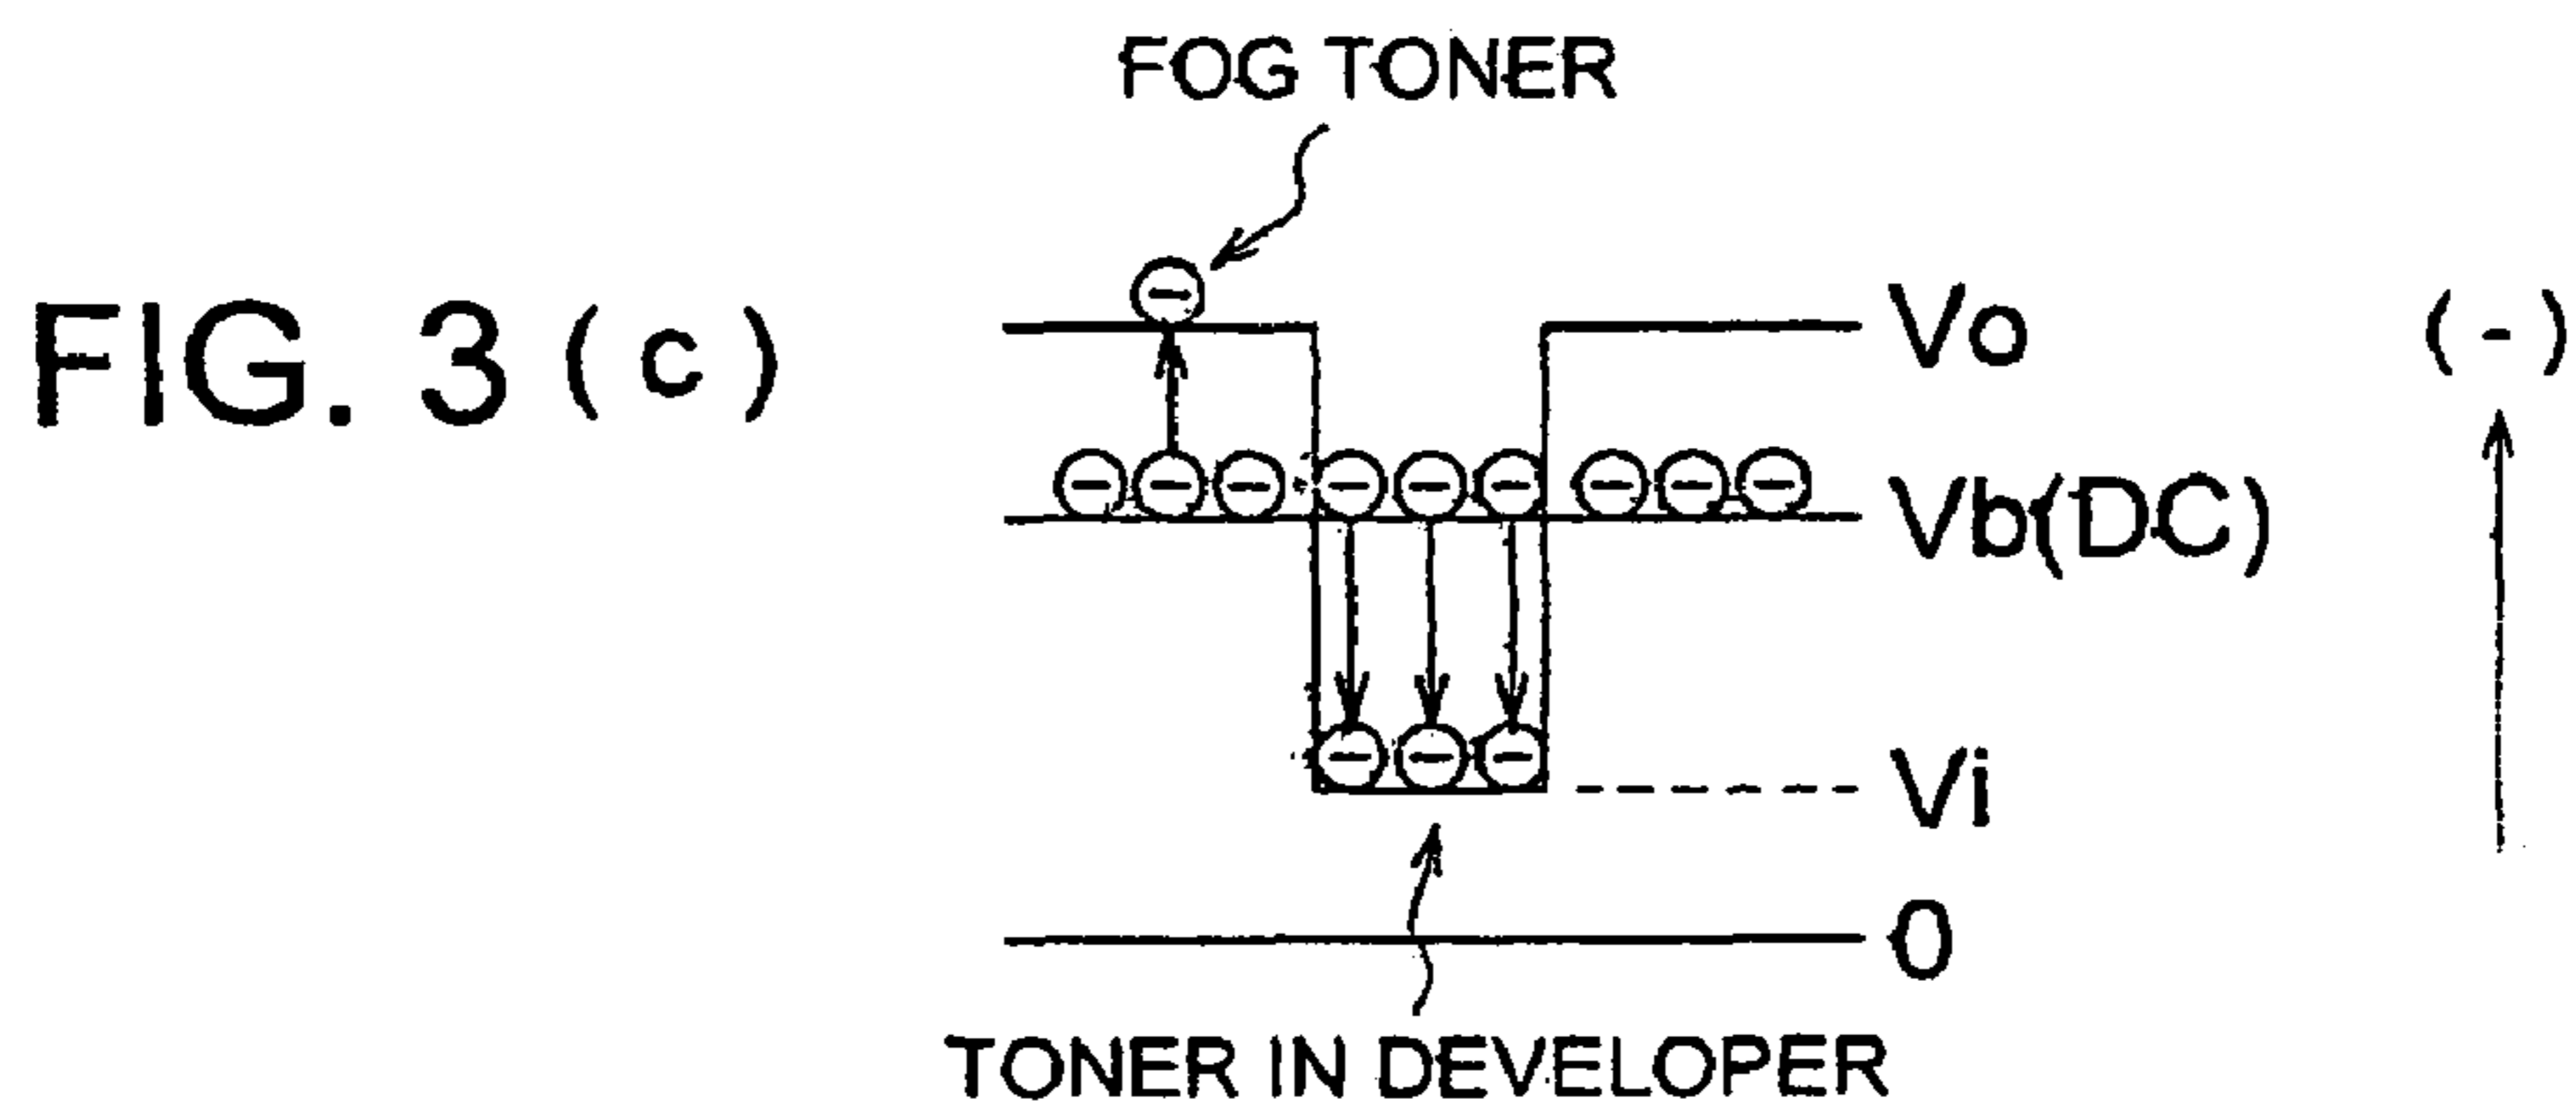 FOG TONER
FIG. 3 (c)
Vo
(-)
Vb(DC)
Vi
0
TONER IN DEVELOPER